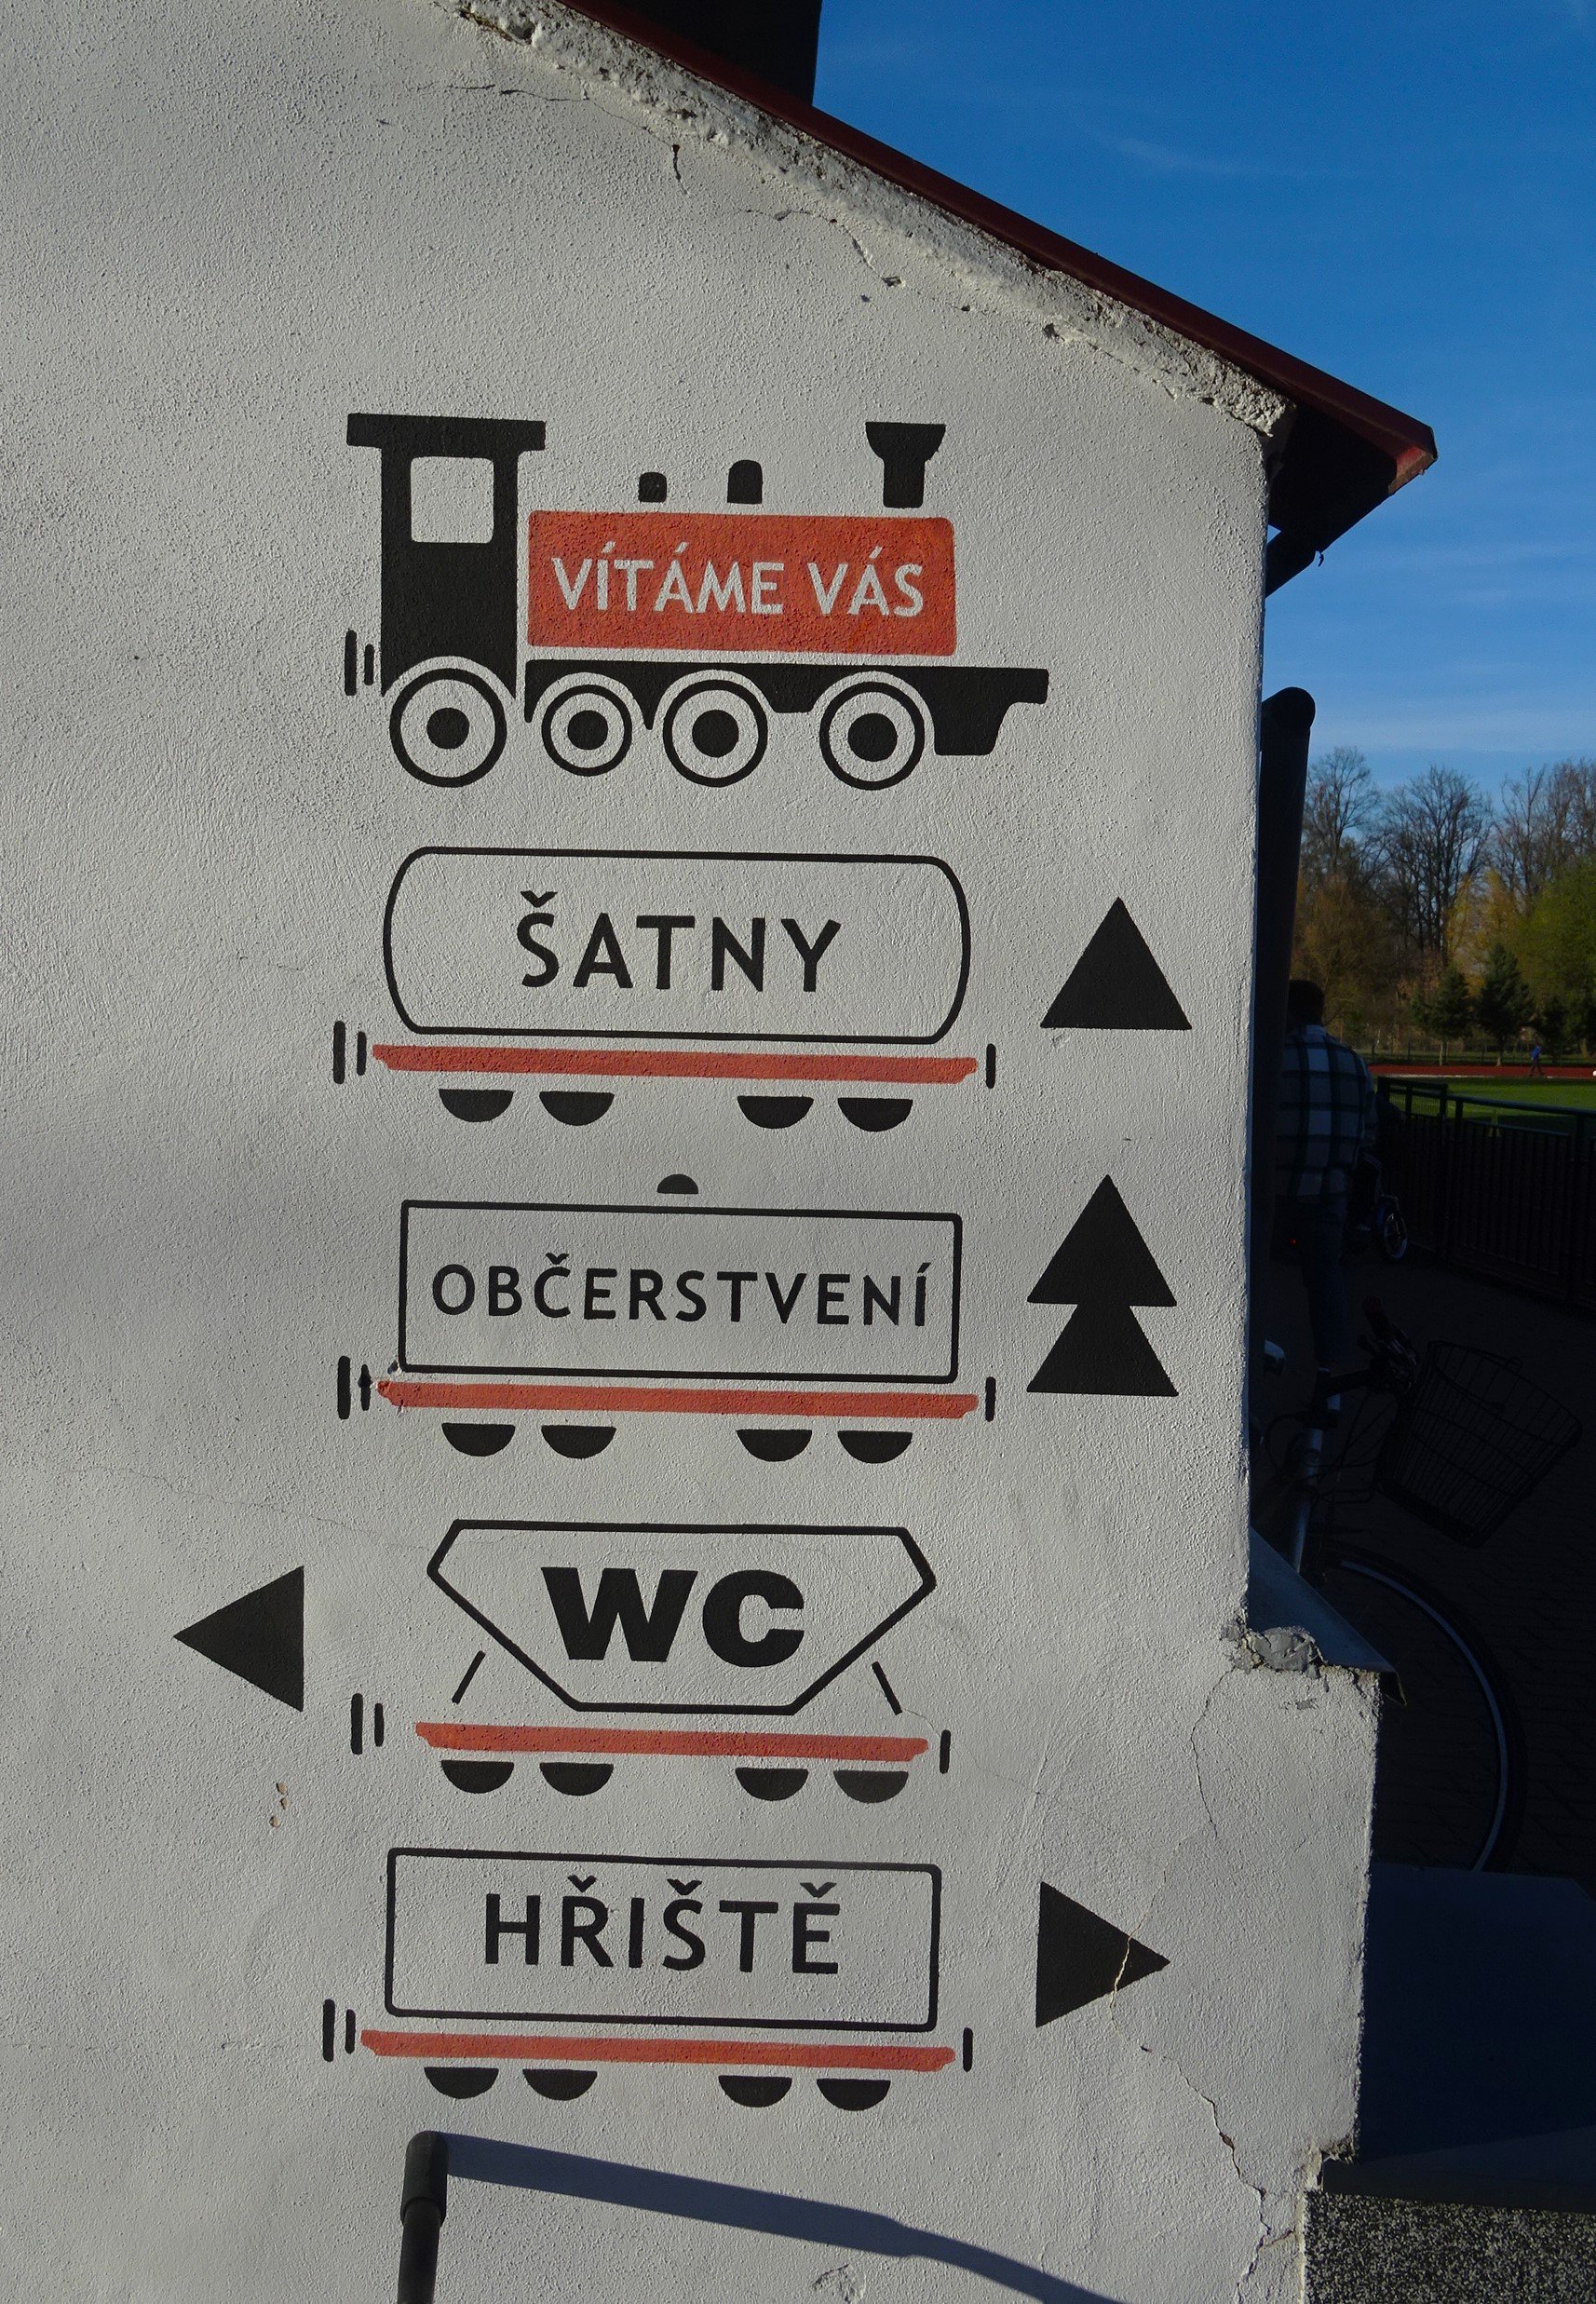 VÍTÁME VÁS
ŠATNY
OBČERSTVENÍ
WC
HŘIŠTĚ